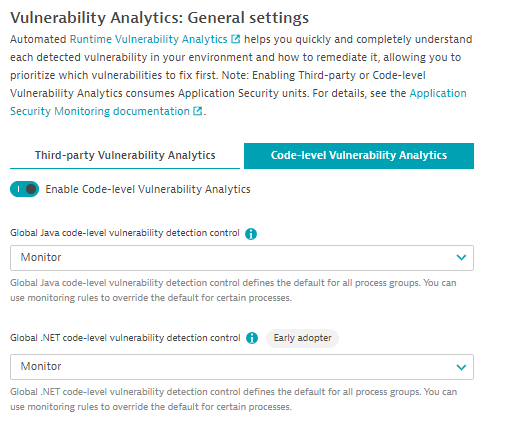 Vulnerability Analytics: General settings
Automated Runtime Vulnerability Analytics helps you quickly and completely understand
each detected vulnerability in your environment and how to remediate it, allowing you to
prioritize which vulnerabilities to fix first. Note: Enabling Third-party or Code-level
Vulnerability Analytics consumes Application Security units. For details, see the Application
Security Monitoring documentation.
Third-party Vulnerability Analytics
Code-level Vulnerability Analytics
Enable Code-level Vulnerability Analytics
Global Java code-level vulnerability detection control
Monitor
Global Java code-level vulnerability detection control defines the default for all process groups. You can
use monitoring rules to override the default for certain processes.
Global .NET code-level vulnerability detection control Early adopter
Monitor
Global .NET code-level vulnerability detection control defines the default for all process groups. You can
use monitoring rules to override the default for certain processes.